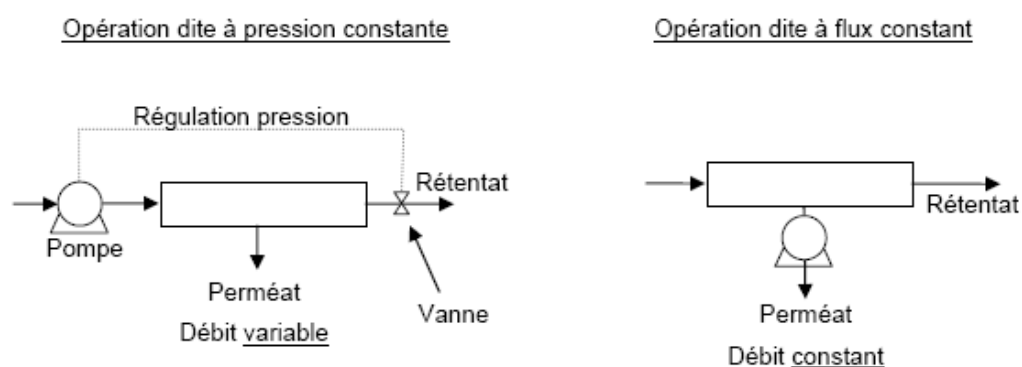 Opération dite à pression constante
Régulation pression
Rétentat
Pompe
Perméat
Vanne
Débit variable
Opération dite à flux constant
Rétentat
Perméat
Débit constant